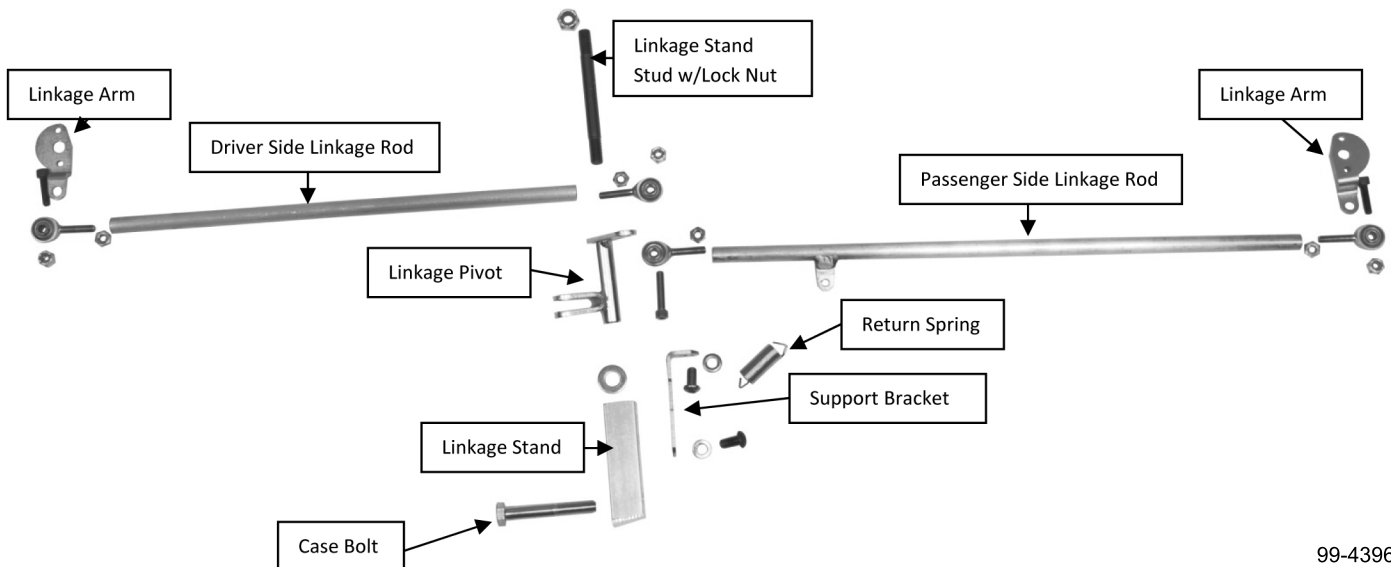 Linkage Stand
Stud w/Lock Nut
Linkage Arm
Linkage Arm
Driver Side Linkage Rod
Passenger Side Linkage Rod
Linkage Pivot
Return Spring
Support Bracket
Linkage Stand
Case Bolt
99-4396